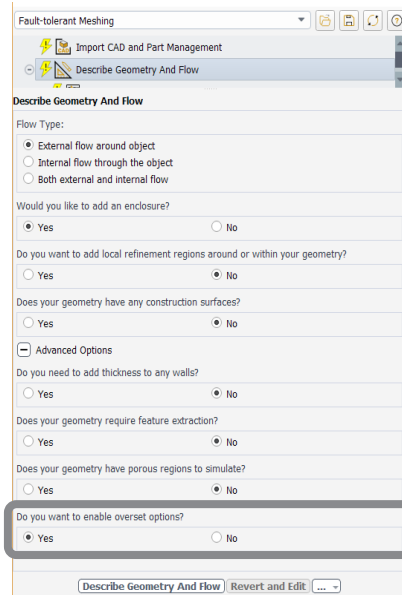 Fault-tolerant Meshing
Import CAD and Part Management
Describe Geometry And Flow
Describe Geometry And Flow
Flow Type:
External flow around object
Internal flow through the object
Both external and internal flow
Would you like to add an enclosure?
Yes No
Do you want to add local refinement regions around or within your geometry?
Yes No
Does your geometry have any construction surfaces?
Yes No
Advanced Options
Do you need to add thickness to any walls?
Yes No
Does your geometry require feature extraction?
Yes No
Does your geometry have porous regions to simulate?
Yes No
Do you want to enable overset options?
Yes No
Describe Geometry And Flow Revert and Edit ...